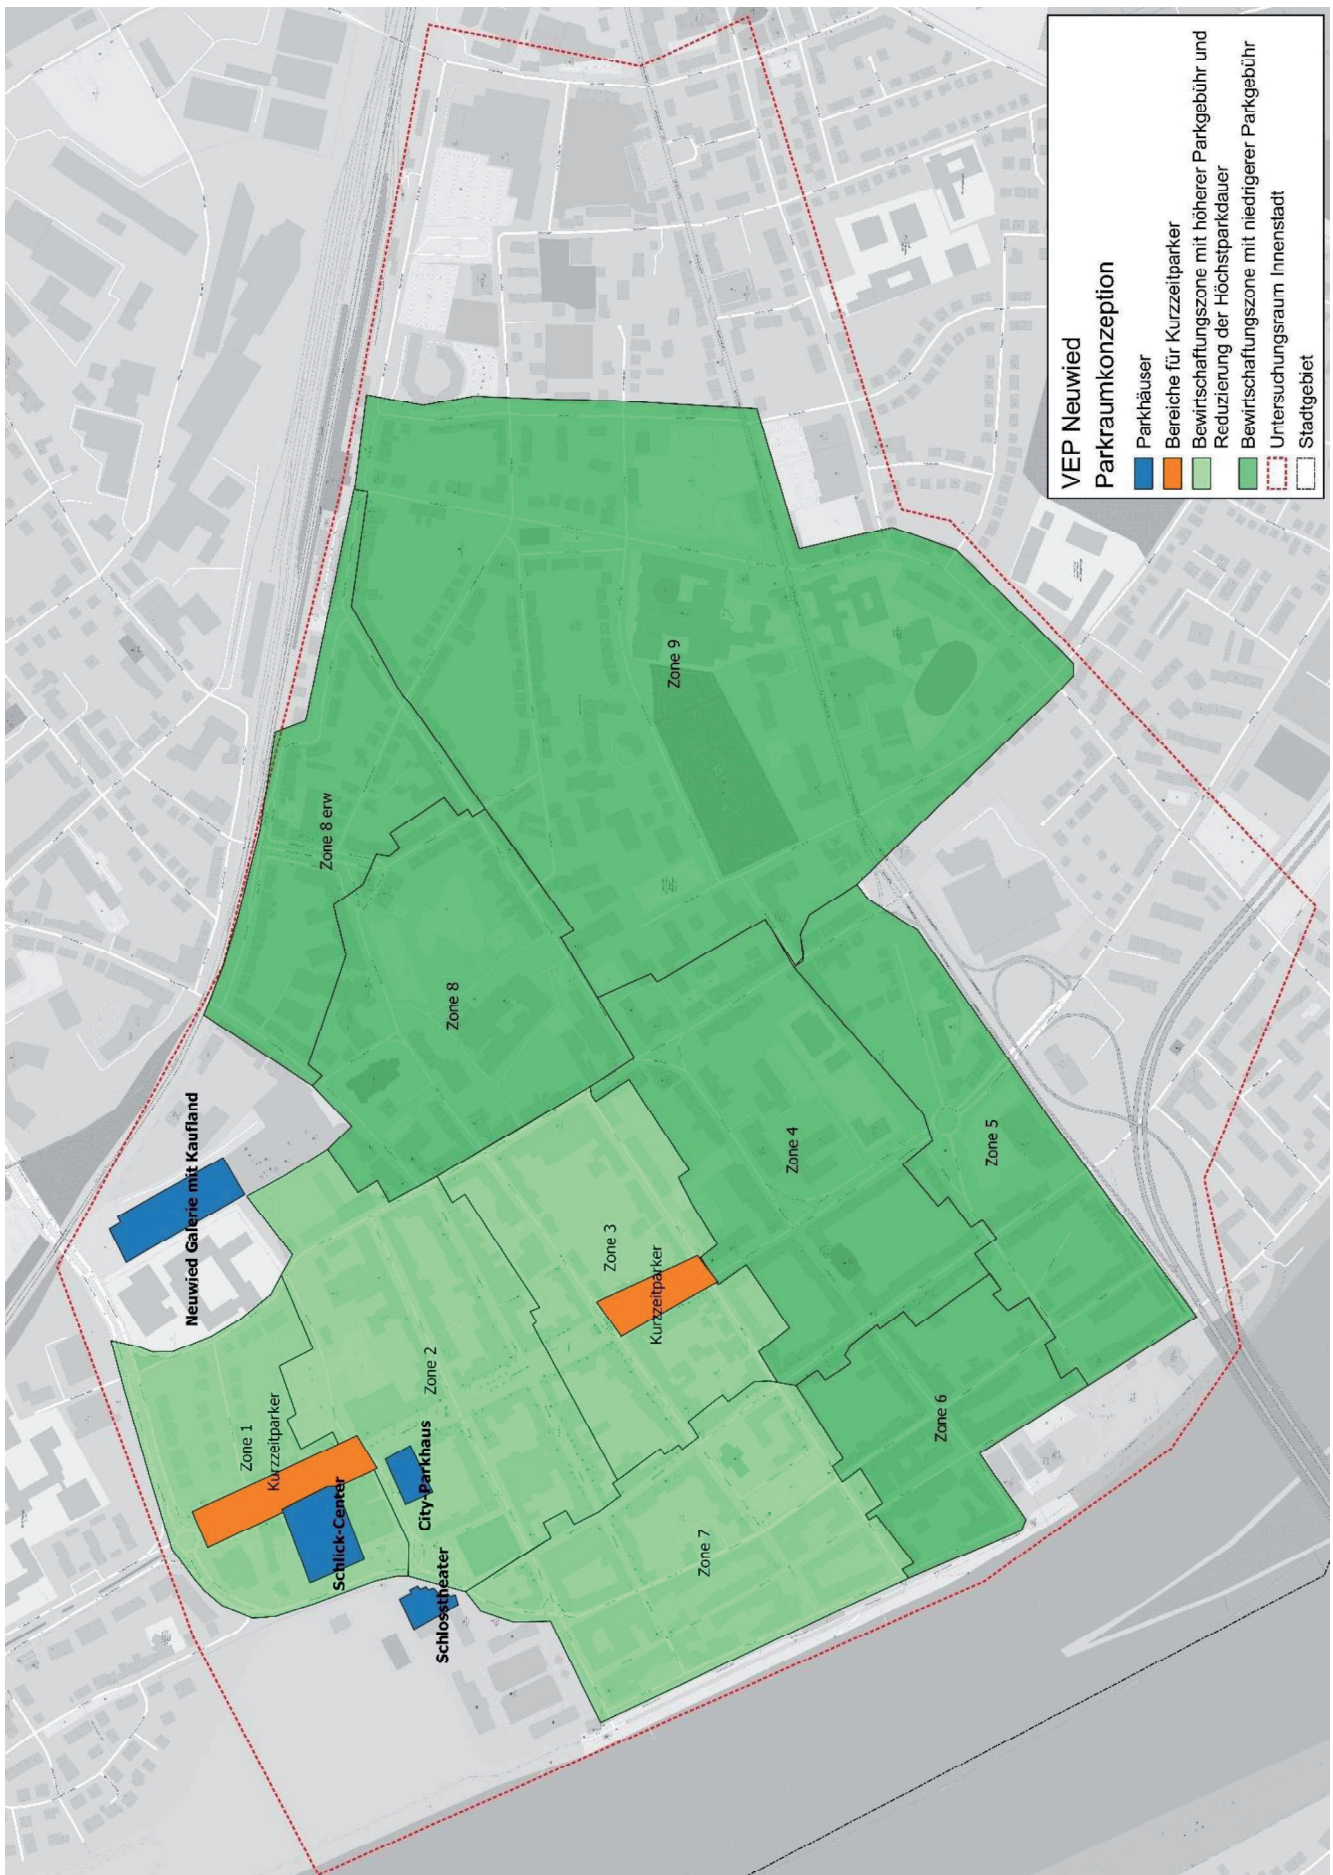 VEP Neuwied
Parkraumkonzeption
Parkhäuser
Bereiche für Kurzzeitparker
Bewirtschaftungszone mit höherer Parkgebühr und
Reduzierung der Höchstparkdauer
Bewirtschaftungszone mit niedrigerer Parkgebühr
Untersuchungsraum Innenstadt
Stadtgebiet
Neuwied Galerie mit Kaufland
Zone 1
Kurzzeitparker
Schlick-Center
Schlosstheater
City-Parkhaus
Zone 2
Zone 3
Kurzzeitparker
Zone 4
Zone 5
Zone 6
Zone 7
Zone 8
Zone 8 erw
Zone 9